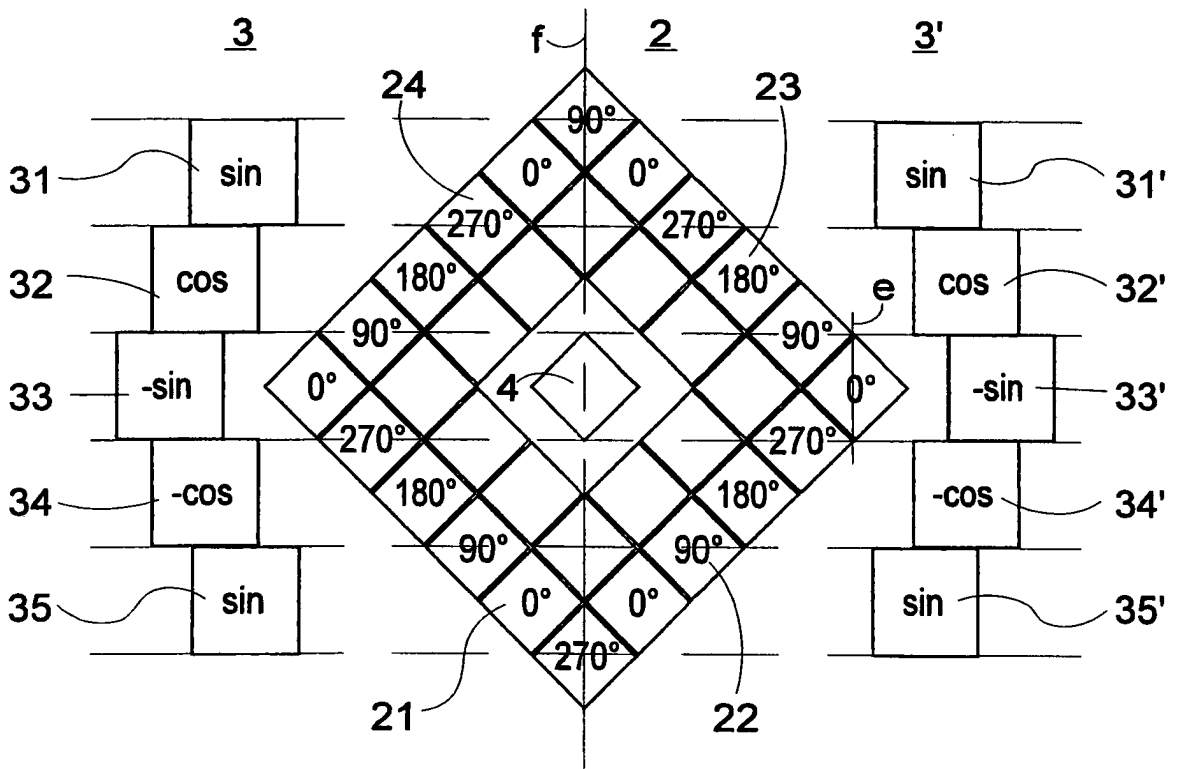 3 f 2 3'
24 23
90°
31 sin 0° 0° sin 31'
270° 270°
32 cos 180° 180° e cos 32'
90° 90°
33 -sin 0° 4 0° -sin 33'
270° 270°
34 -cos 180° 180° -cos 34'
90° 90°
35 sin 0° 0° sin 35'
270°
21 22